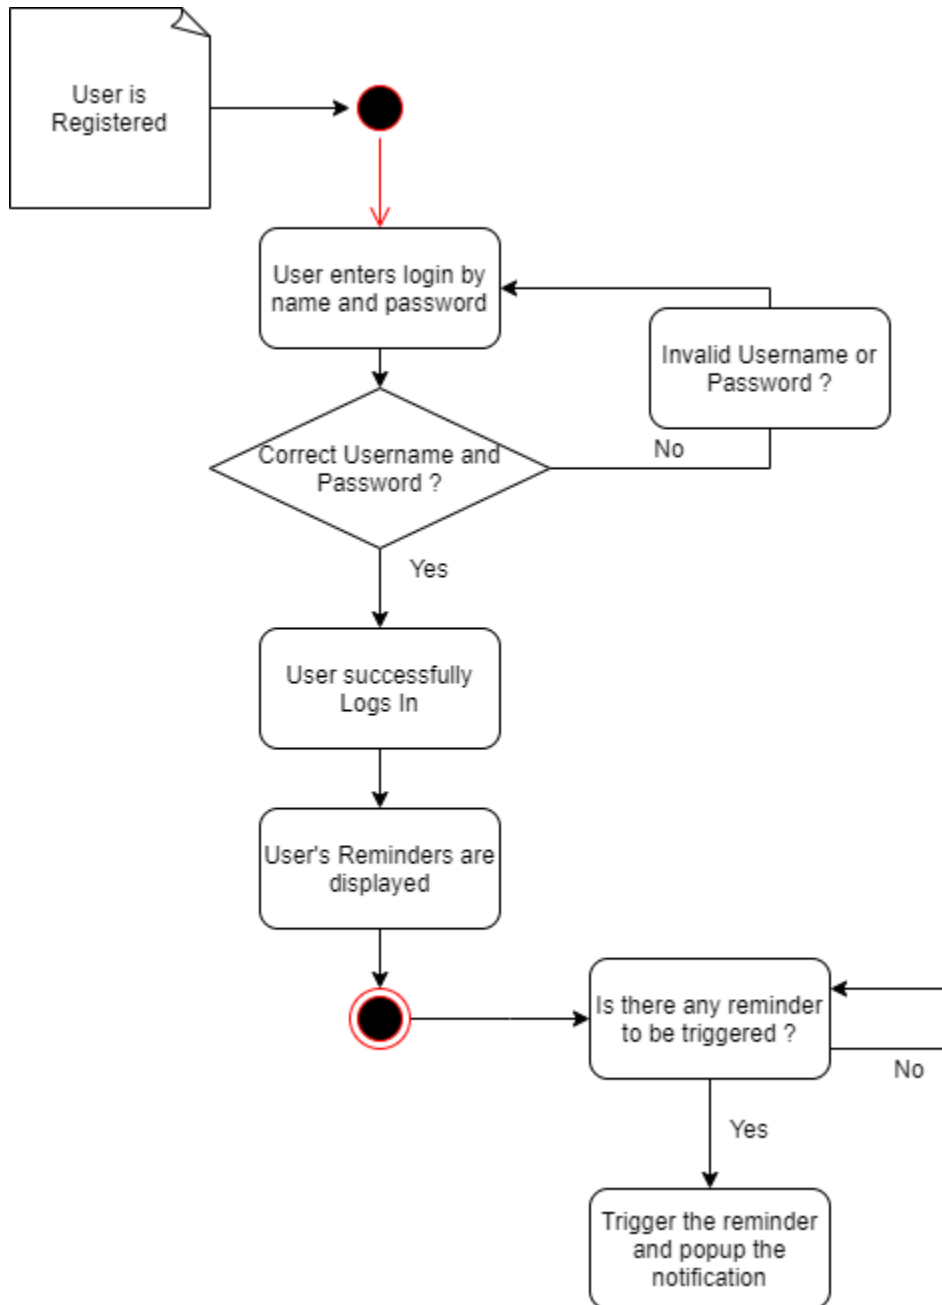 User is
Registered
User enters login by
name and password
Invalid Username or
Password ?
No
Correct Username and
Password ?
Yes
User successfully
Logs In
User's Reminders are
displayed
Is there any reminder
to be triggered ?
No
Yes
Trigger the reminder
and popup the
notification